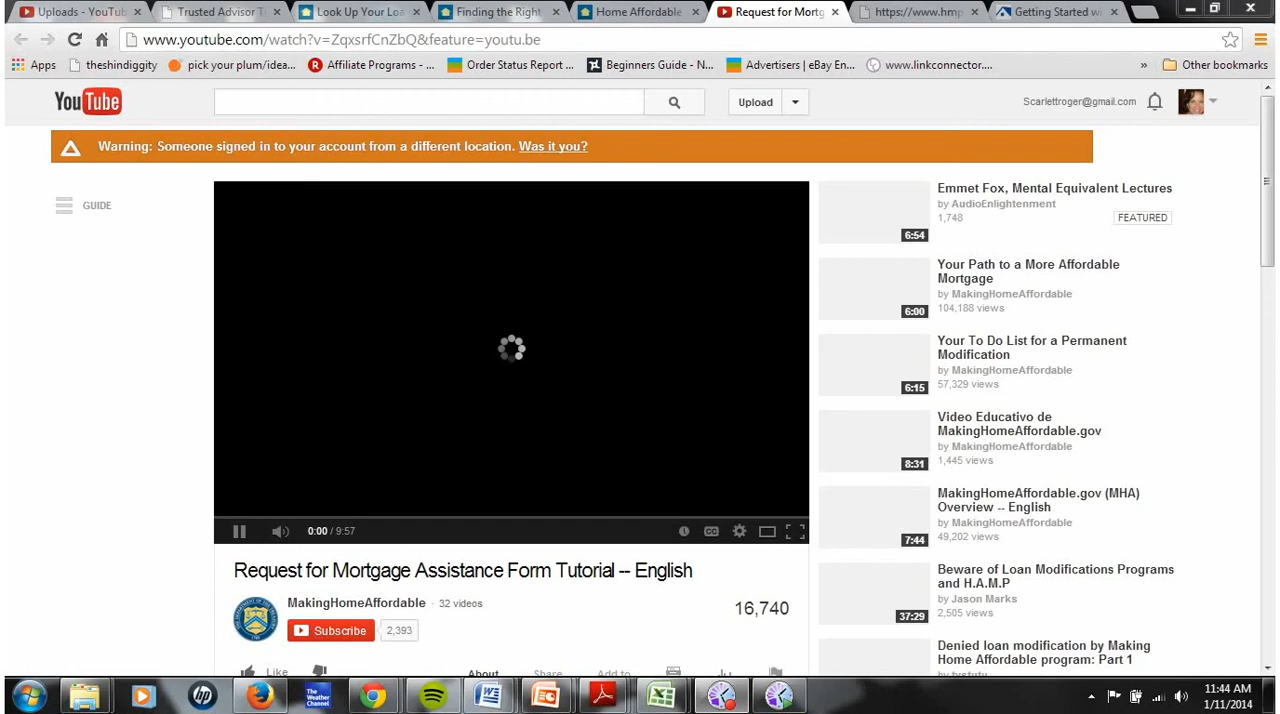 Uploads - YouTub
Trusted Advisor T
Look Up Your Loa
Finding the Right
Home Affordable
Request for Mortg
https://www.hmp
Getting Started w
www.youtube.com/watch?v=ZqxsrfCnZbQ&feature=youtu.be
Apps theshindiggity pick your plum/idea... Affiliate Programs - ... Order Status Report ... Beginners Guide - N... Advertisers | eBay En... www.linkconnector.... » Other bookmarks
YouTube Upload Scarlettroger@gmail.com
Warning: Someone signed in to your account from a different location. Was it you?
GUIDE
0:00 / 9:57 CC
Request for Mortgage Assistance Form Tutorial -- English
MakingHomeAffordable · 32 videos
16,740
Subscribe 2,393
Like About Share Add to
Emmet Fox, Mental Equivalent Lectures
by AudioEnlightenment
1,748 FEATURED
6:54
Your Path to a More Affordable
Mortgage
by MakingHomeAffordable
104,188 views
6:00
Your To Do List for a Permanent
Modification
by MakingHomeAffordable
57,329 views
6:15
Video Educativo de
MakingHomeAffordable.gov
by MakingHomeAffordable
1,445 views
8:31
MakingHomeAffordable.gov (MHA)
Overview -- English
by MakingHomeAffordable
49,202 views
7:44
Beware of Loan Modifications Programs
and H.A.M.P
by Jason Marks
2,505 views
37:29
Denied loan modification by Making
Home Affordable program: Part 1
hp
The Weather Channel
11:44 AM
1/11/2014